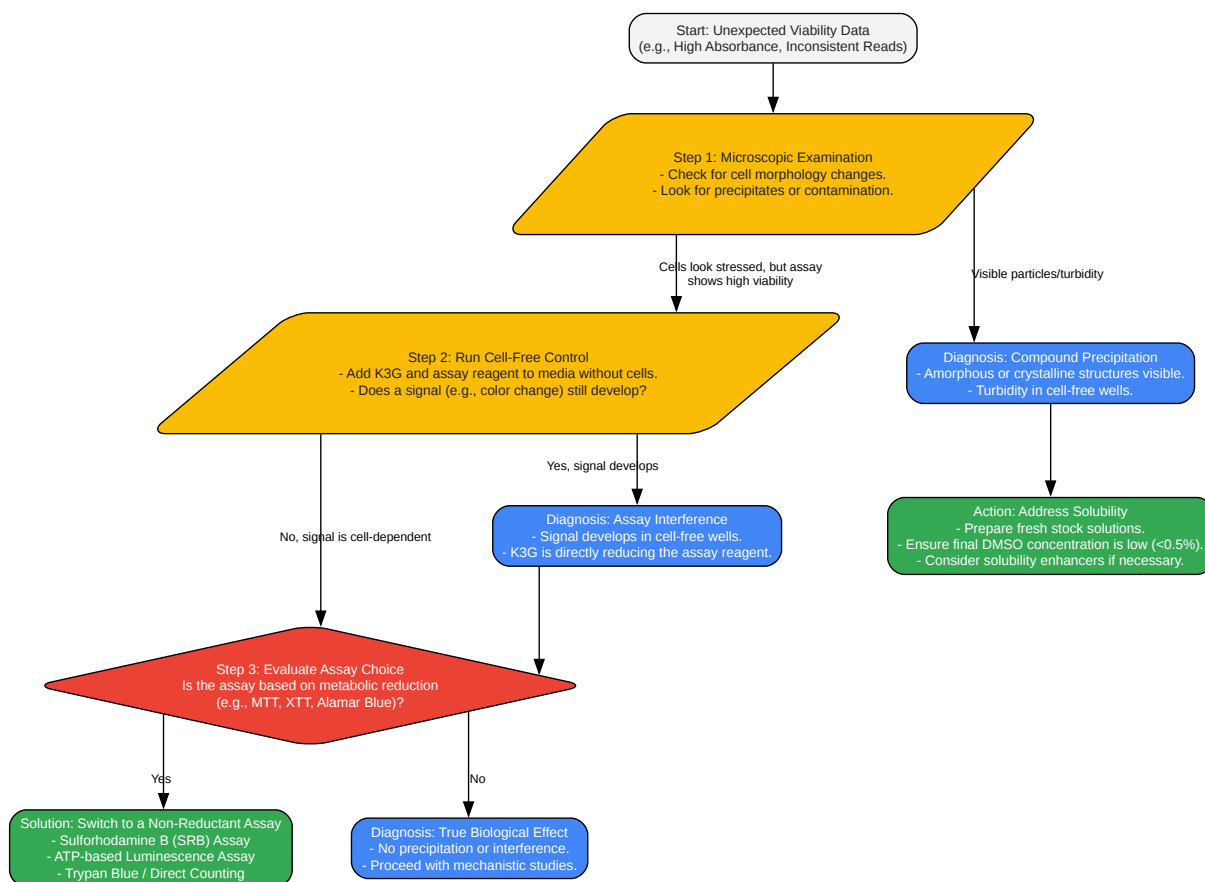 Start: Unexpected Viability Data
(e.g., High Absorbance, Inconsistent Reads)
Step 1: Microscopic Examination
- Check for cell morphology changes.
- Look for precipitates or contamination.
Cells look stressed, but assay
shows high viability
Visible particles/turbidity
Step 2: Run Cell-Free Control
- Add K3G and assay reagent to media without cells.
- Does a signal (e.g., color change) still develop?
Diagnosis: Compound Precipitation
- Amorphous or crystalline structures visible.
- Turbidity in cell-free wells.
Yes, signal develops
No, signal is cell-dependent
Diagnosis: Assay Interference
- Signal develops in cell-free wells.
- K3G is directly reducing the assay reagent.
Action: Address Solubility
- Prepare fresh stock solutions.
- Ensure final DMSO concentration is low (<0.5%).
- Consider solubility enhancers if necessary.
Step 3: Evaluate Assay Choice
Is the assay based on metabolic reduction
(e.g., MTT, XTT, Alamar Blue)?
Yes
No
Solution: Switch to a Non-Reductant Assay
- Sulforhodamine B (SRB) Assay
- ATP-based Luminescence Assay
- Trypan Blue / Direct Counting
Diagnosis: True Biological Effect
- No precipitation or interference.
- Proceed with mechanistic studies.